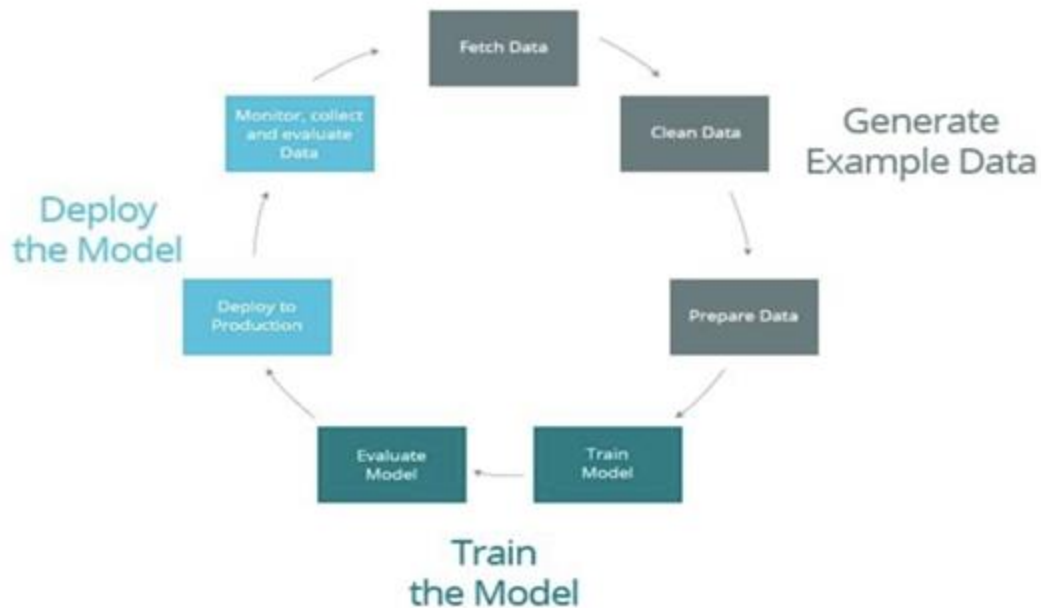 Fetch Data
Clean Data
Generate
Example Data
Prepare Data
Train
Model
Train
the Model
Evaluate
Model
Deploy to
Production
Deploy
the Model
Monitor, collect
and evaluate
Data